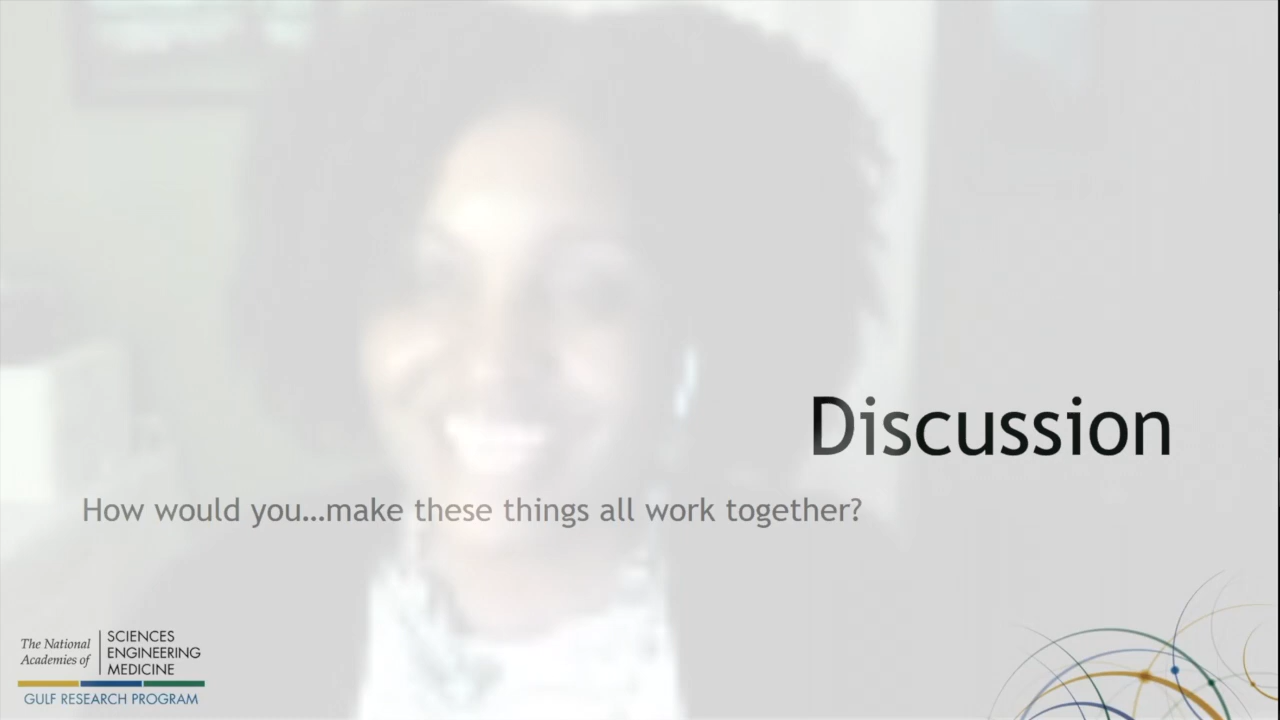 Discussion
How would you…make these things all work together?
The National
Academies of
SCIENCES
ENGINEERING
MEDICINE
GULF RESEARCH PROGRAM